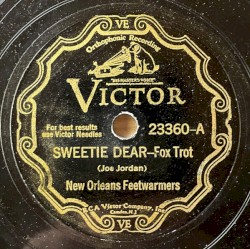 VE
Orthophonic Recording
"HIS MASTER'S VOICE"
VICTOR
For best results
use Victor Needles
23360-A
SWEETIE DEAR-Fox Trot
(Joe Jordan)
New Orleans Feetwarmers
VE
R.C.A. Victor Company, Inc.
Camden, N.J.